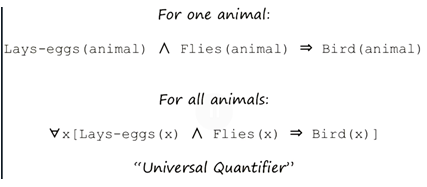 For one animal:
Lays-eggs(animal) ∧ Flies(animal) ⇒ Bird(animal)
For all animals:
∀x[Lays-eggs(x) ∧ Flies(x) ⇒ Bird(x)]
“Universal Quantifier”